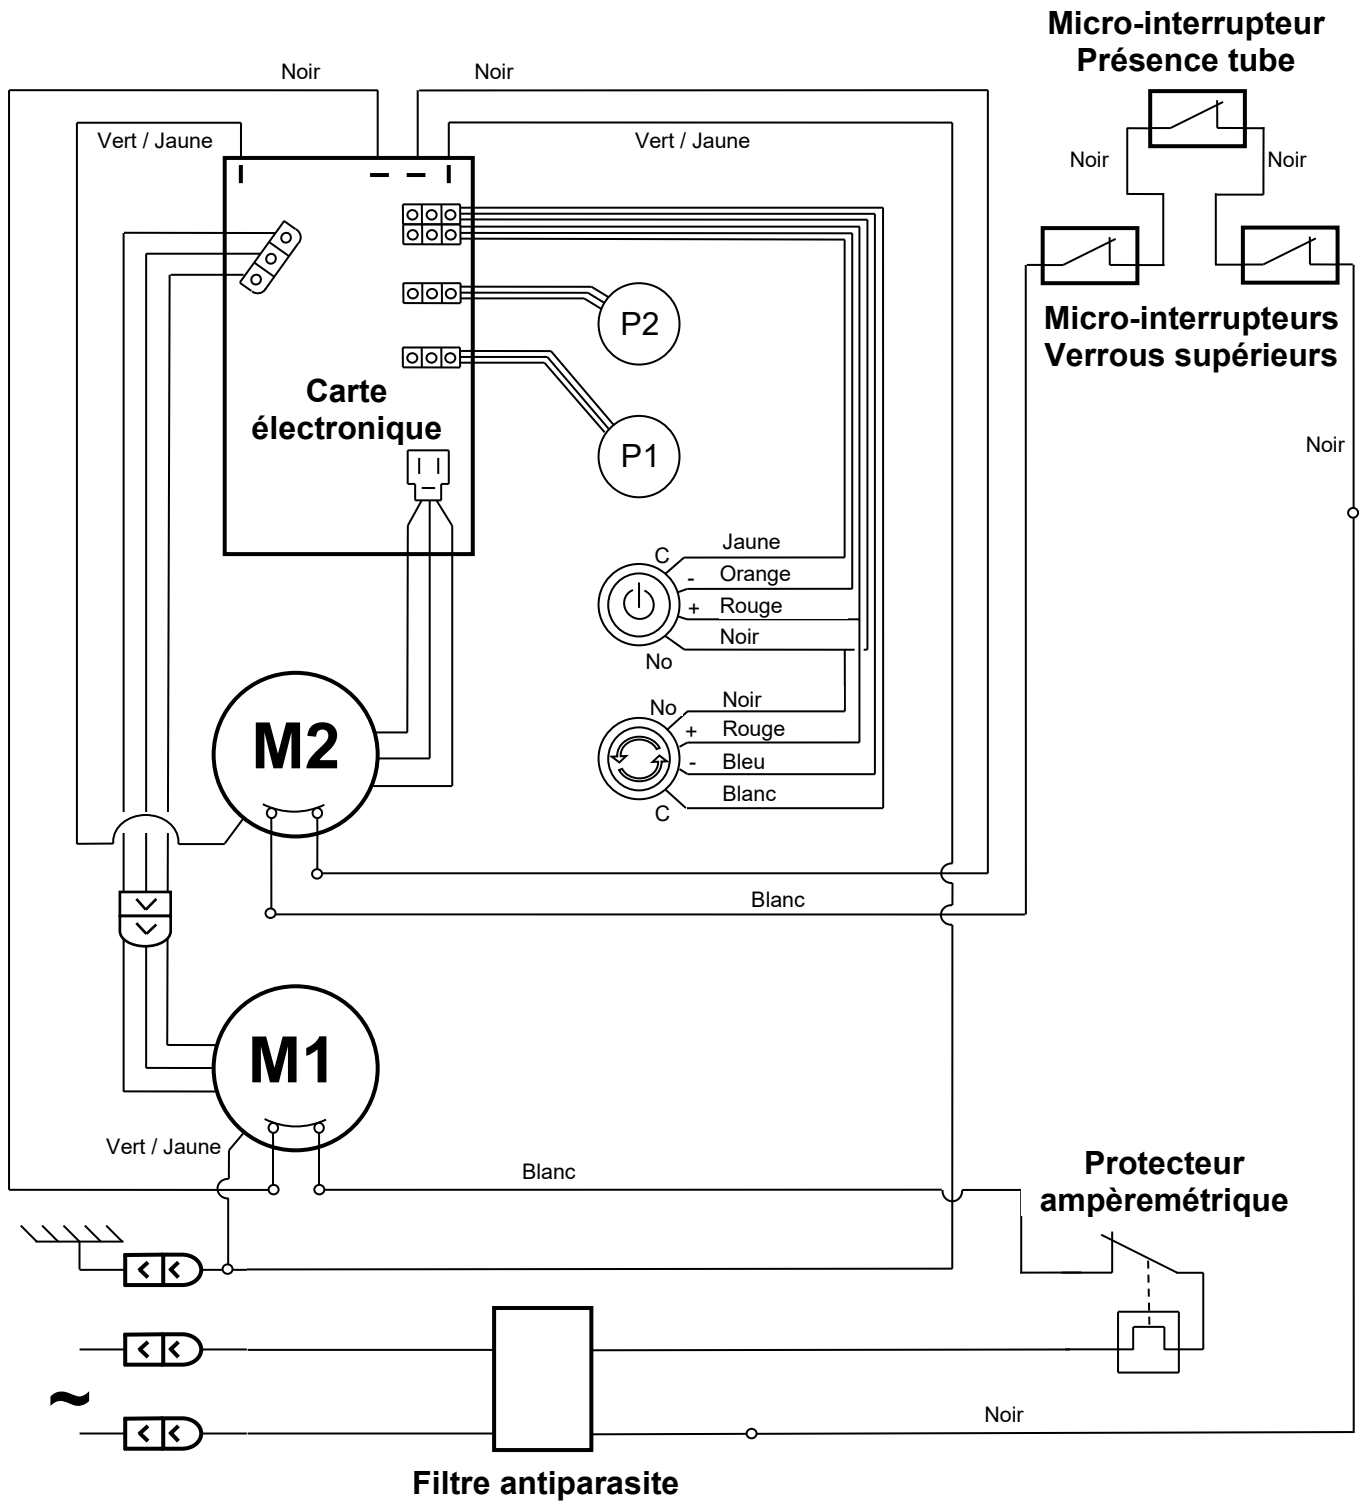 Micro-interrupteur
Présence tube
Noir
Noir
Vert / Jaune
Vert / Jaune
Noir
Noir
Micro-interrupteurs
Verrous supérieurs
P2
Carte
électronique
P1
Noir
C
Jaune
-
Orange
+
Rouge
Noir
No
No
Noir
+
Rouge
-
Bleu
C
Blanc
M2
Blanc
M1
Vert / Jaune
Blanc
Protecteur
ampèremétrique
~
Noir
Filtre antiparasite